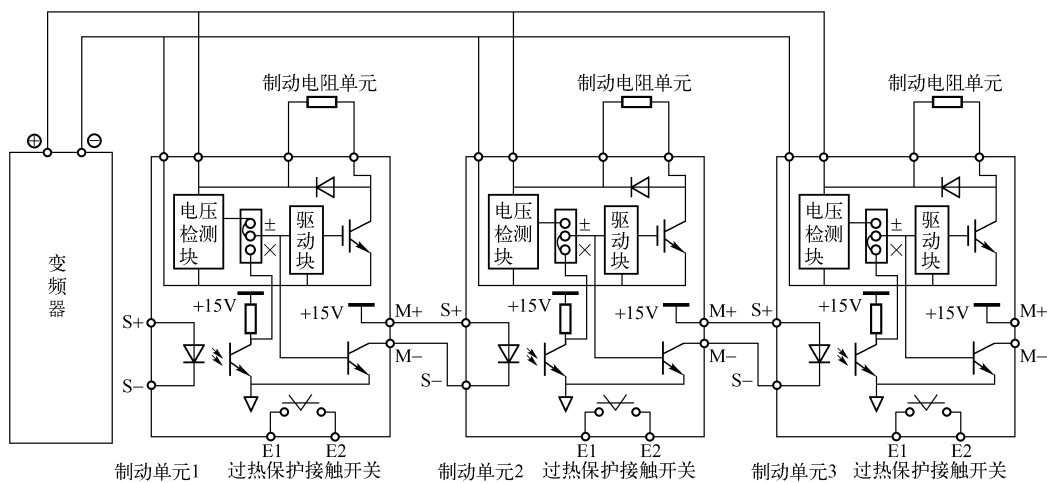 制动电阻单元 制动电阻单元 制动电阻单元
⊕ ⊖
电压检测块 ± × 驱动块 电压检测块 ± × 驱动块 电压检测块 ± × 驱动块
变频器
+15V +15V M+ S+ +15V +15V M+ S+ +15V +15V M+
S+
M− M− M−
S− S− S−
E1 E2 E1 E2 E1 E2
制动单元1 过热保护接触开关 制动单元2 过热保护接触开关 制动单元3 过热保护接触开关